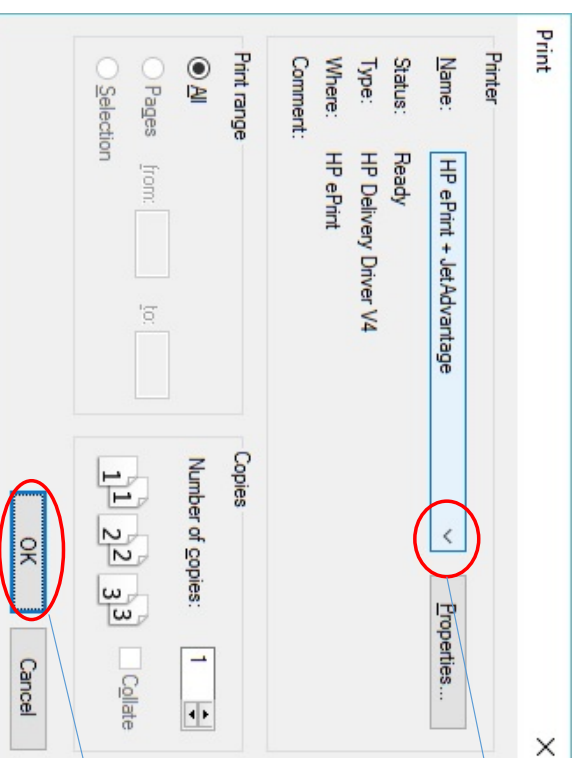 Print
Printer
Name: HP ePrint + JetAdvantage Properties...
Status: Ready
Type: HP Delivery Driver V4
Where: HP ePrint
Comment:
Print range
All
Pages from: to:
Selection
Copies
Number of copies: 1
1 1 2 2 3 3
Collate
OK Cancel